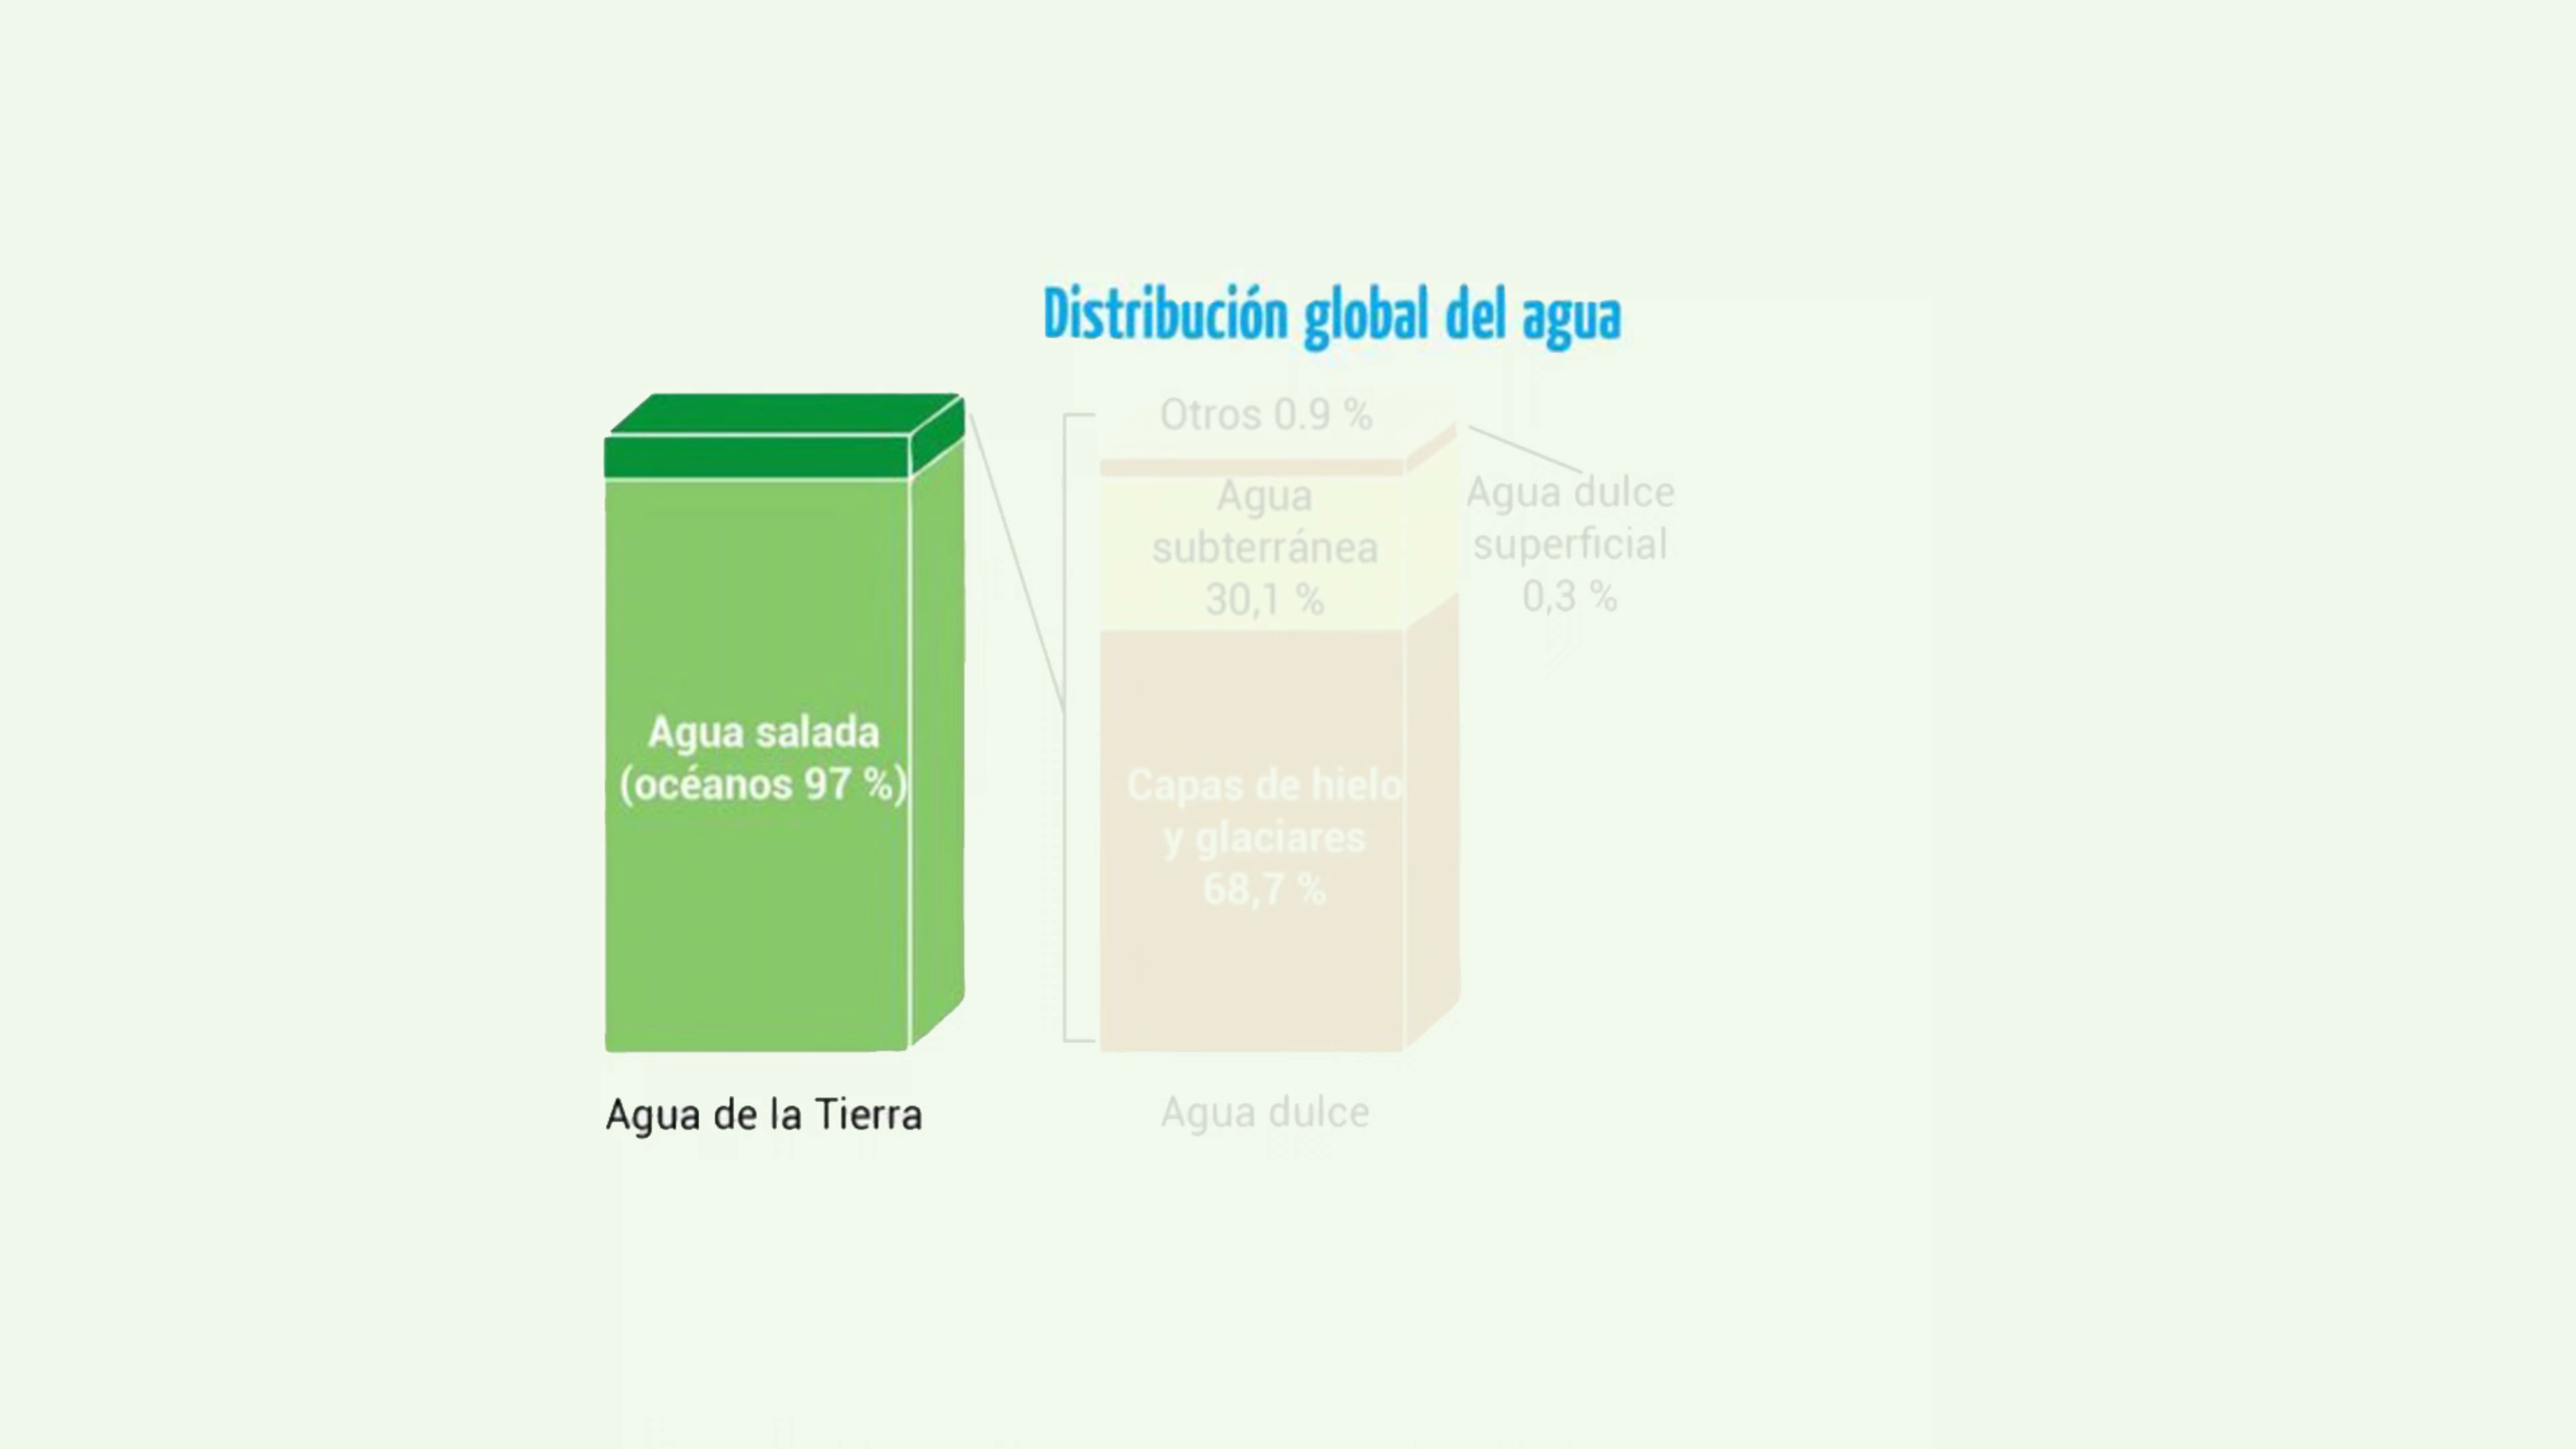 Distribución global del agua
Agua salada
(océanos 97 %)
Agua de la Tierra
Otros 0.9 %
Agua
subterránea
30,1 %
Capas de hielo
y glaciares
68,7 %
Agua dulce
Agua dulce
superficial
0,3 %